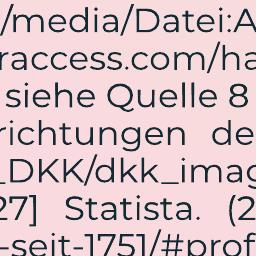 /media/Datei:A
raccess.com/ha
siehe Quelle 8
richtungen de
_DKK/dkk_imag
27] Statista. (2
-seit-1751/#prof